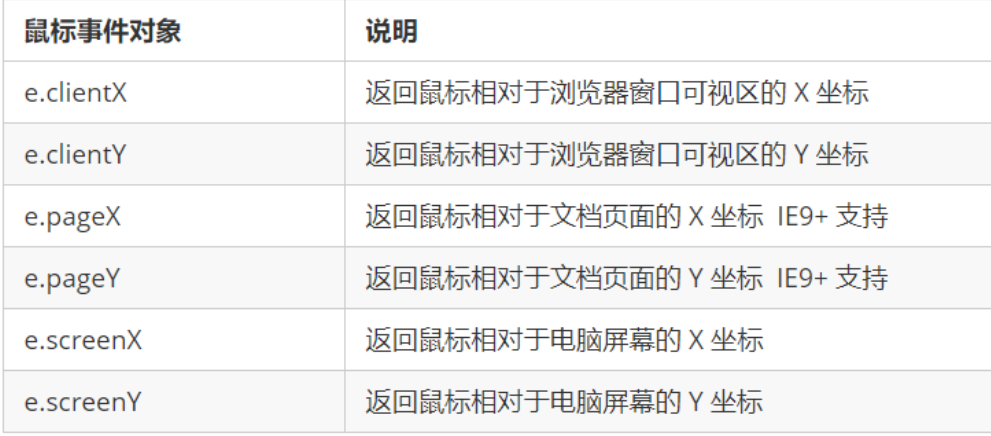 鼠标事件对象 说明
e.clientX 返回鼠标相对于浏览器窗口可视区的 X 坐标
e.clientY 返回鼠标相对于浏览器窗口可视区的 Y 坐标
e.pageX 返回鼠标相对于文档页面的 X 坐标 IE9+ 支持
e.pageY 返回鼠标相对于文档页面的 Y 坐标 IE9+ 支持
e.screenX 返回鼠标相对于电脑屏幕的 X 坐标
e.screenY 返回鼠标相对于电脑屏幕的 Y 坐标